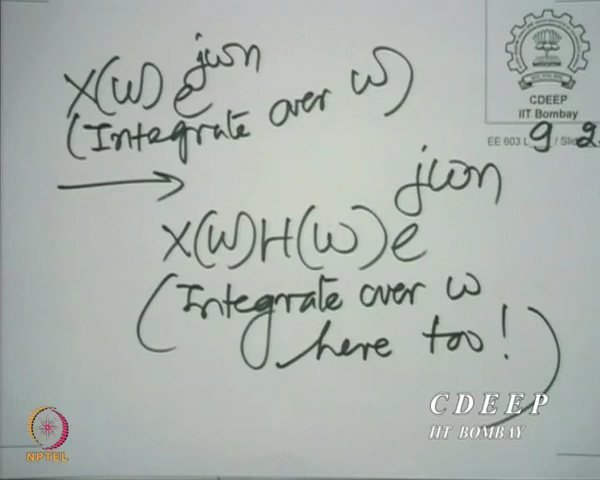 X(ω) e^jωn
(Integrate over ω)
X(ω)H(ω)e^jωn
(Integrate over ω
here too!)
CDEEP
IIT Bombay
EE 603 L 9 / Slide 2
CDEEP
IIT BOMBAY
NPTEL